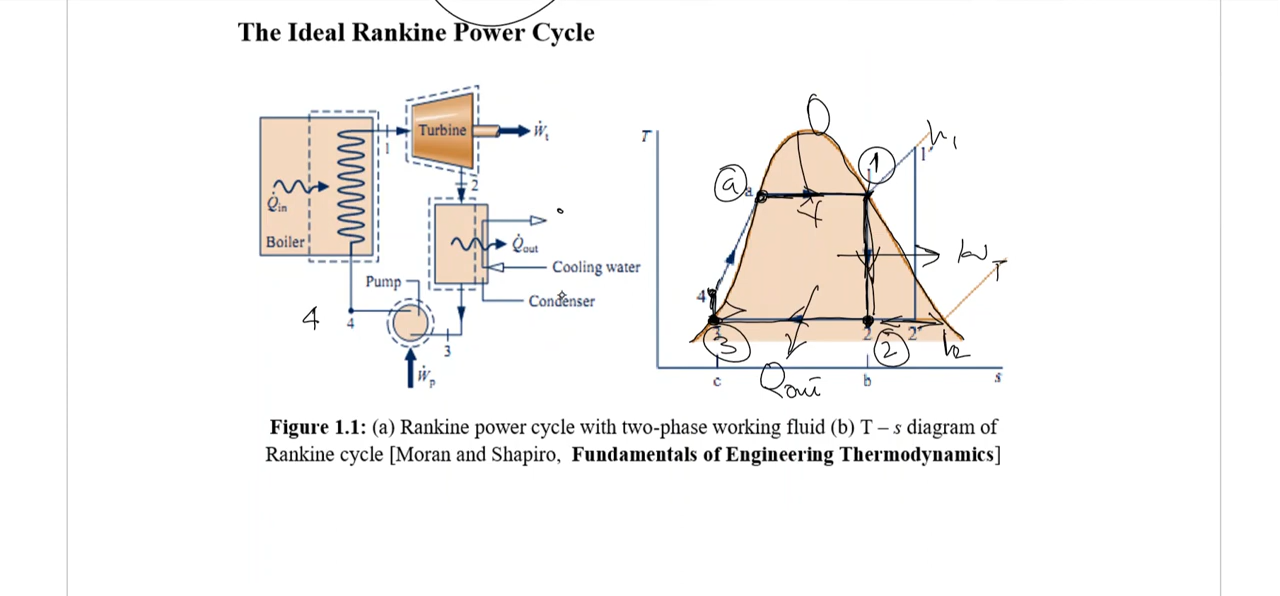 The Ideal Rankine Power Cycle
Turbine
Ẇt
1
2
Q̇in
Boiler
Q̇out
Cooling water
Condenser
Pump
4
4
3
Ẇp
T
h1
1
1'
a
a
4
3
2
2
2'
h2
WT
Qout
c
b
s
Figure 1.1: (a) Rankine power cycle with two-phase working fluid (b) T – s diagram of
Rankine cycle [Moran and Shapiro, Fundamentals of Engineering Thermodynamics]